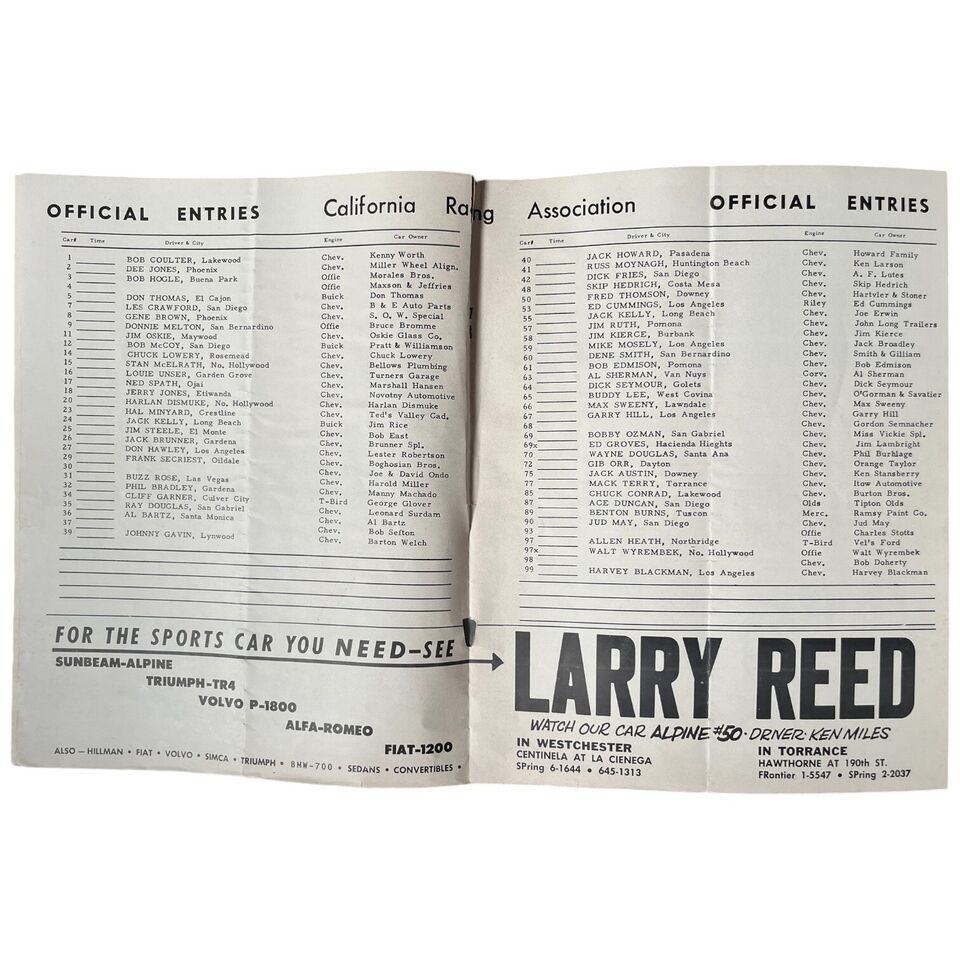 OFFICIAL ENTRIES California Racing Association OFFICIAL ENTRIES
Car# Time Driver & City Engine Car Owner
1 BOB COULTER, Lakewood Chev. Kenny Worth
2 DEE JONES, Phoenix Chev. Miller Wheel Align.
3 BOB HOGLE, Buena Park Offie Morales Bros.
4 Offie Maxson & Jeffries
5 DON THOMAS, El Cajon Buick Don Thomas
7 LES CRAWFORD, San Diego Chev. B & E Auto Parts
8 GENE BROWN, Phoenix Chev. S. O. W. Special
9 DONNIE MELTON, San Bernardino Offie Bruce Bromme
11 JIM OSKIE, Maywood Chev. Oskie Glass Co.
12 BOB McCOY, San Diego Buick Pratt & Williamson
14 CHUCK LOWERY, Rosemead Chev. Chuck Lowery
15 STAN McELRATH, No. Hollywood Chev. Bellows Plumbing
16 LOUIE UNSER, Garden Grove Chev. Turners Garage
17 NED SPATH, Ojai Chev. Marshall Hansen
18 JERRY JONES, Etiwanda Chev. Novotny Automotive
20 HARLAN DISMUKE, No. Hollywood Chev. Harlan Dismuke
23 HAL MINYARD, Crestline Chev. Ted's Valley Cad.
24 JACK KELLY, Long Beach Buick Jim Rice
25 JIM STEELE, El Monte Chev. Bob East
26 JACK BRUNNER, Gardena Chev. Brunner Spl.
27 DON HAWLEY, Los Angeles Chev. Lester Robertson
29 FRANK SECRIEST, Oildale Chev. Boghosian Bros.
30 Chev. Joe & David Ondo
31 BUZZ ROSE, Las Vegas Chev. Harold Miller
32 PHIL BRADLEY, Gardena Chev. Manny Machado
34 CLIFF GARNER, Culver City T-Bird George Glover
35 RAY DOUGLAS, San Gabriel Chev. Leonard Surdam
36 AL BARTZ, Santa Monica Chev. Al Bartz
37 Chev. Bob Sefton
39 JOHNNY GAVIN, Lynwood Chev. Barton Welch
FOR THE SPORTS CAR YOU NEED–SEE
SUNBEAM-ALPINE
TRIUMPH-TR4
VOLVO P-1800
ALFA-ROMEO
FIAT-1200
ALSO — HILLMAN • FIAT • VOLVO • SIMCA • TRIUMPH • BMW-700 • SEDANS • CONVERTIBLES •
Car# Time Driver & City Engine Car Owner
40 JACK HOWARD, Pasadena Chev. Howard Family
41 RUSS MOYNAGH, Huntington Beach Chev. Ken Larson
42 DICK FRIES, San Diego Chev. A. F. Lutes
48 SKIP HEDRICH, Costa Mesa Chev. Skip Hedrich
50 FRED THOMSON, Downey Chev. Hartvler & Stoner
53 ED CUMMINGS, Los Angeles Riley Ed Cummings
55 JACK KELLY, Long Beach Chev. Joe Erwin
57 JIM RUTH, Pomona Chev. John Long Trailers
58 JIM KIERCE, Burbank Chev. Jim Kierce
59 MIKE MOSELY, Los Angeles Chev. Jack Broadley
60 DENE SMITH, San Bernardino Chev. Smith & Gilliam
61 BOB EDMISON, Pomona Chev. Bob Edmison
63 AL SHERMAN, Van Nuys Corv. Al Sherman
64 DICK SEYMOUR, Golets Chev. Dick Seymour
65 BUDDY LEE, West Covina Chev. O'Gorman & Savatier
66 MAX SWEENY, Lawndale Chev. Max Sweeny
67 GARRY HILL, Los Angeles Chev. Garry Hill
68 Chev. Gordon Semnacher
69 BOBBY OZMAN, San Gabriel Chev. Miss Vickie Spl.
69x ED GROVES, Hacienda Hieghts Chev. Jim Lambright
70 WAYNE DOUGLAS, Santa Ana Chev. Phil Burhlage
72 GIB ORR, Dayton Chev. Orange Taylor
75 JACK AUSTIN, Downey Chev. Ken Stansberry
77 MACK TERRY, Torrance Chev. Itow Automotive
85 CHUCK CONRAD, Lakewood Chev. Burton Bros.
87 ACE DUNCAN, San Diego Olds Tipton Olds
89 BENTON BURNS, Tuscon Merc. Ramsy Paint Co.
90 JUD MAY, San Diego Chev. Jud May
93 Offie Charles Stotts
97 ALLEN HEATH, Northridge T-Bird Vel's Ford
97x WALT WYREMBEK, No. Hollywood Offie Walt Wyrembek
98 Chev. Bob Doherty
99 HARVEY BLACKMAN, Los Angeles Chev. Harvey Blackman
LARRY REED
WATCH OUR CAR ALPINE #50 • DRNER: KEN MILES
IN WESTCHESTER
CENTINELA AT LA CIENEGA
SPring 6-1644 • 645-1313
IN TORRANCE
HAWTHORNE AT 190th ST.
FRontier 1-5547 • SPring 2-2037